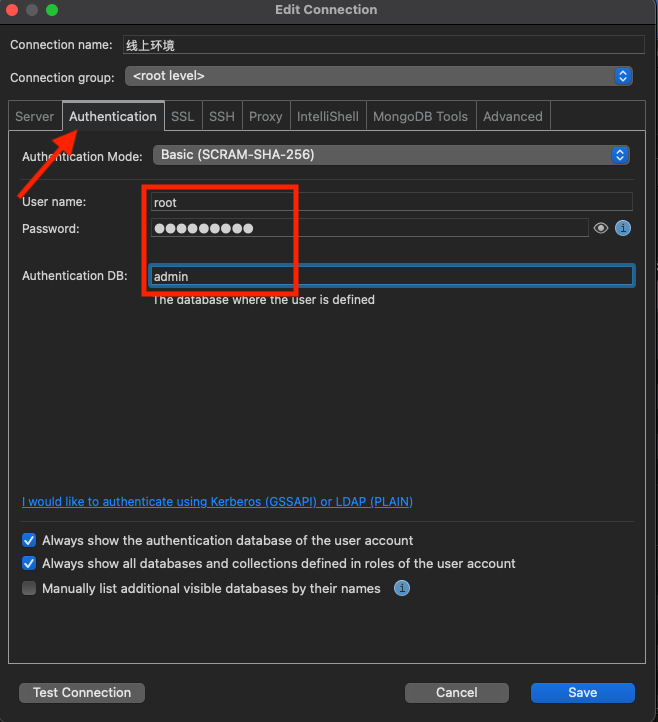 Edit Connection
Connection name: 线上环境
Connection group: <root level>
Server Authentication SSL SSH Proxy IntelliShell MongoDB Tools Advanced
Authentication Mode: Basic (SCRAM-SHA-256)
User name: root
Password: ●●●●●●●●●●
Authentication DB: admin
The database where the user is defined
I would like to authenticate using Kerberos (GSSAPI) or LDAP (PLAIN)
Always show the authentication database of the user account
Always show all databases and collections defined in roles of the user account
Manually list additional visible databases by their names
Test Connection Cancel Save